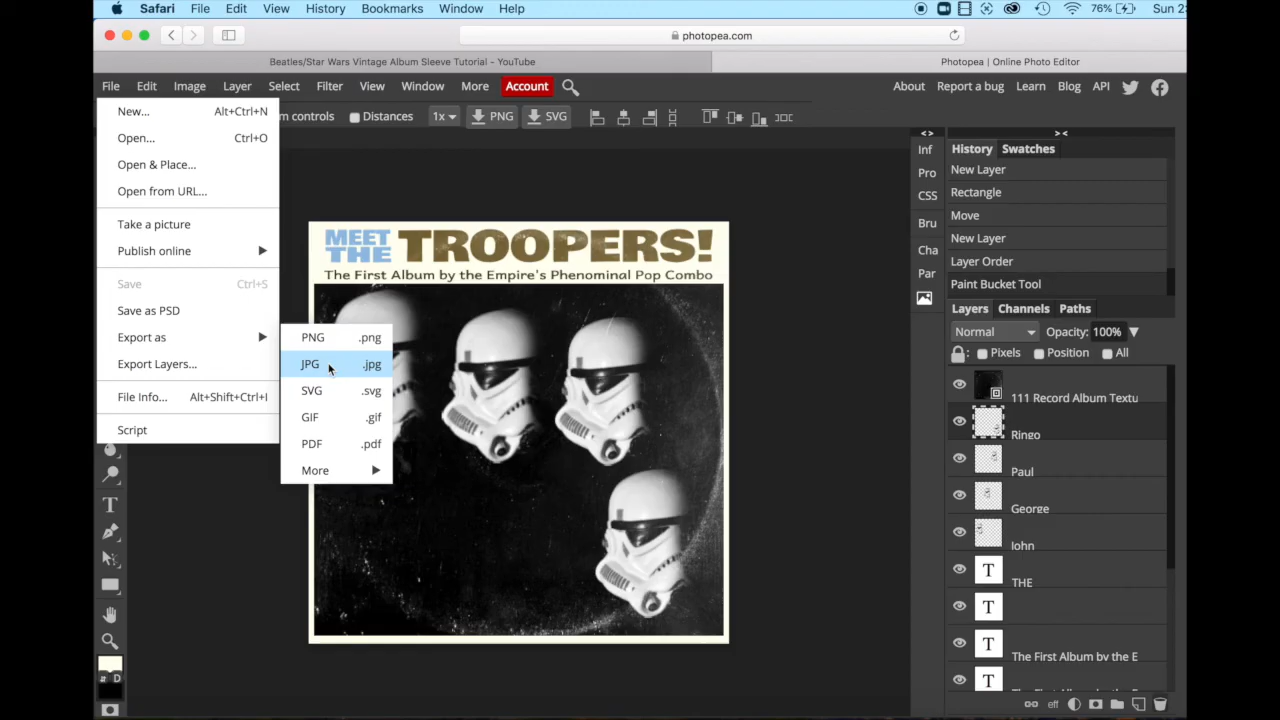 Safari File Edit View History Bookmarks Window Help 76% Sun 2
photopea.com
Beatles/Star Wars Vintage Album Sleeve Tutorial - YouTube
Photopea | Online Photo Editor
File Edit Image Layer Select Filter View Window More Account
About Report a bug Learn Blog API
m controls Distances 1x PNG SVG
New... Alt+Ctrl+N
Open... Ctrl+O
Open & Place...
Open from URL...
Take a picture
Publish online
Save Ctrl+S
Save as PSD
Export as
Export Layers...
File Info... Alt+Shift+Ctrl+I
Script
PNG .png
JPG .jpg
SVG .svg
GIF .gif
PDF .pdf
More
MEET THE TROOPERS!
The First Album by the Empire's Phenominal Pop Combo
Inf
Pro
CSS
Bru
Cha
Par
< >
> <
History Swatches
New Layer
Rectangle
Move
New Layer
Layer Order
Paint Bucket Tool
Layers Channels Paths
Normal Opacity: 100%
Pixels Position All
111 Record Album Textu
Ringo
Paul
George
John
T THE
T
T The First Album by the E
T
eff
T
D